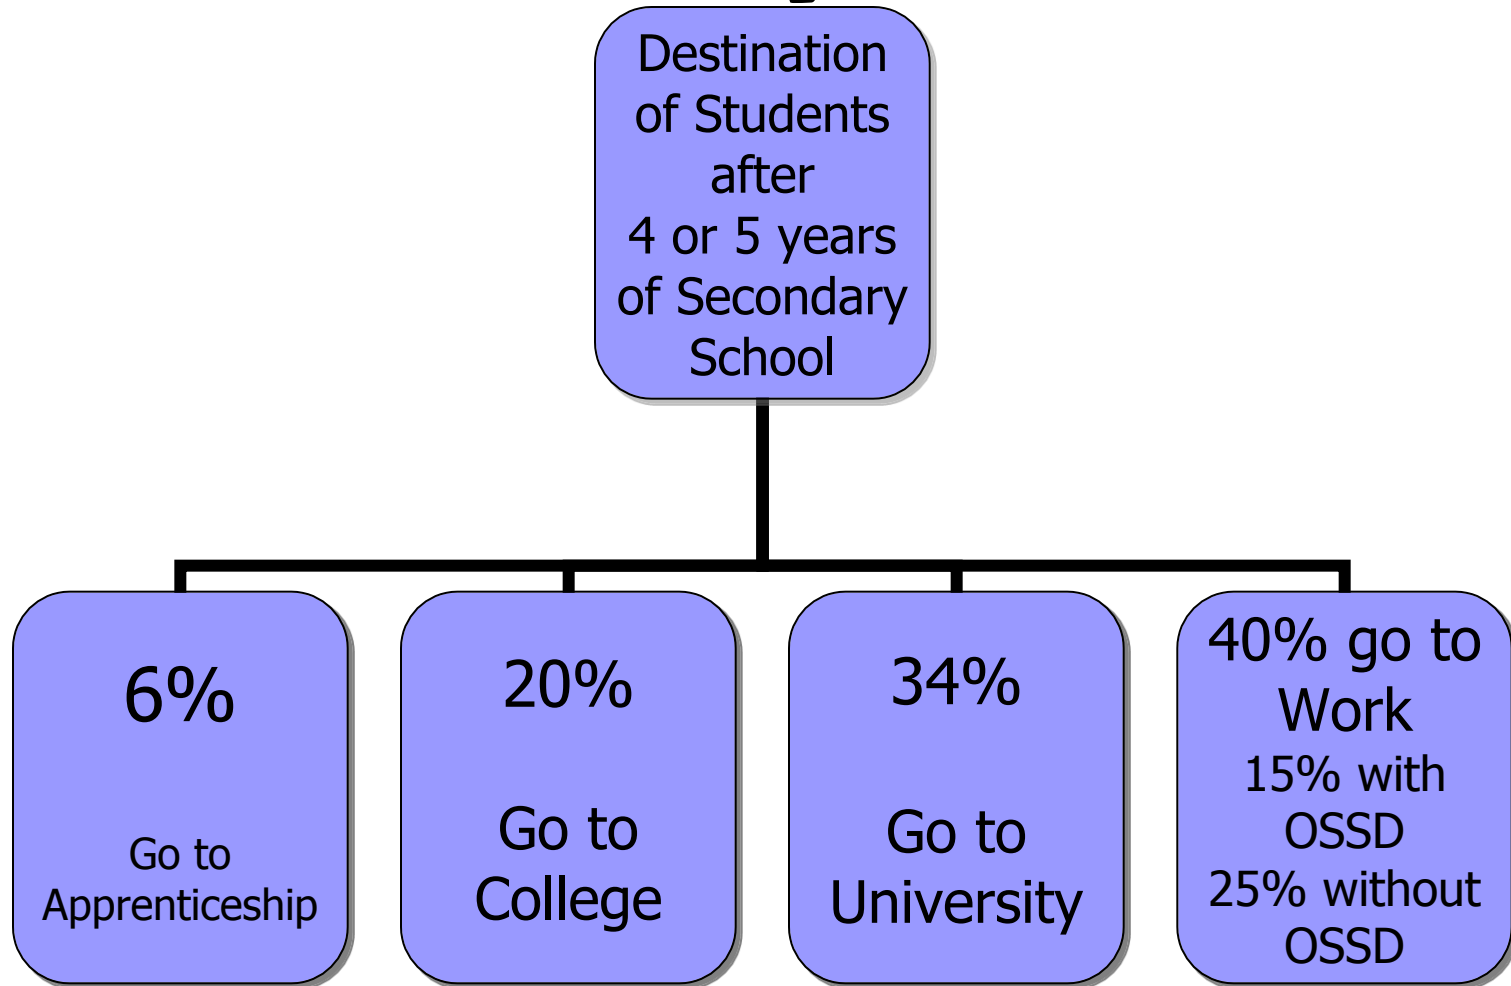 Destination
of Students
after
4 or 5 years
of Secondary
School
6%
Go to
Apprenticeship
20%
Go to
College
34%
Go to
University
40% go to
Work
15% with
OSSD
25% without
OSSD